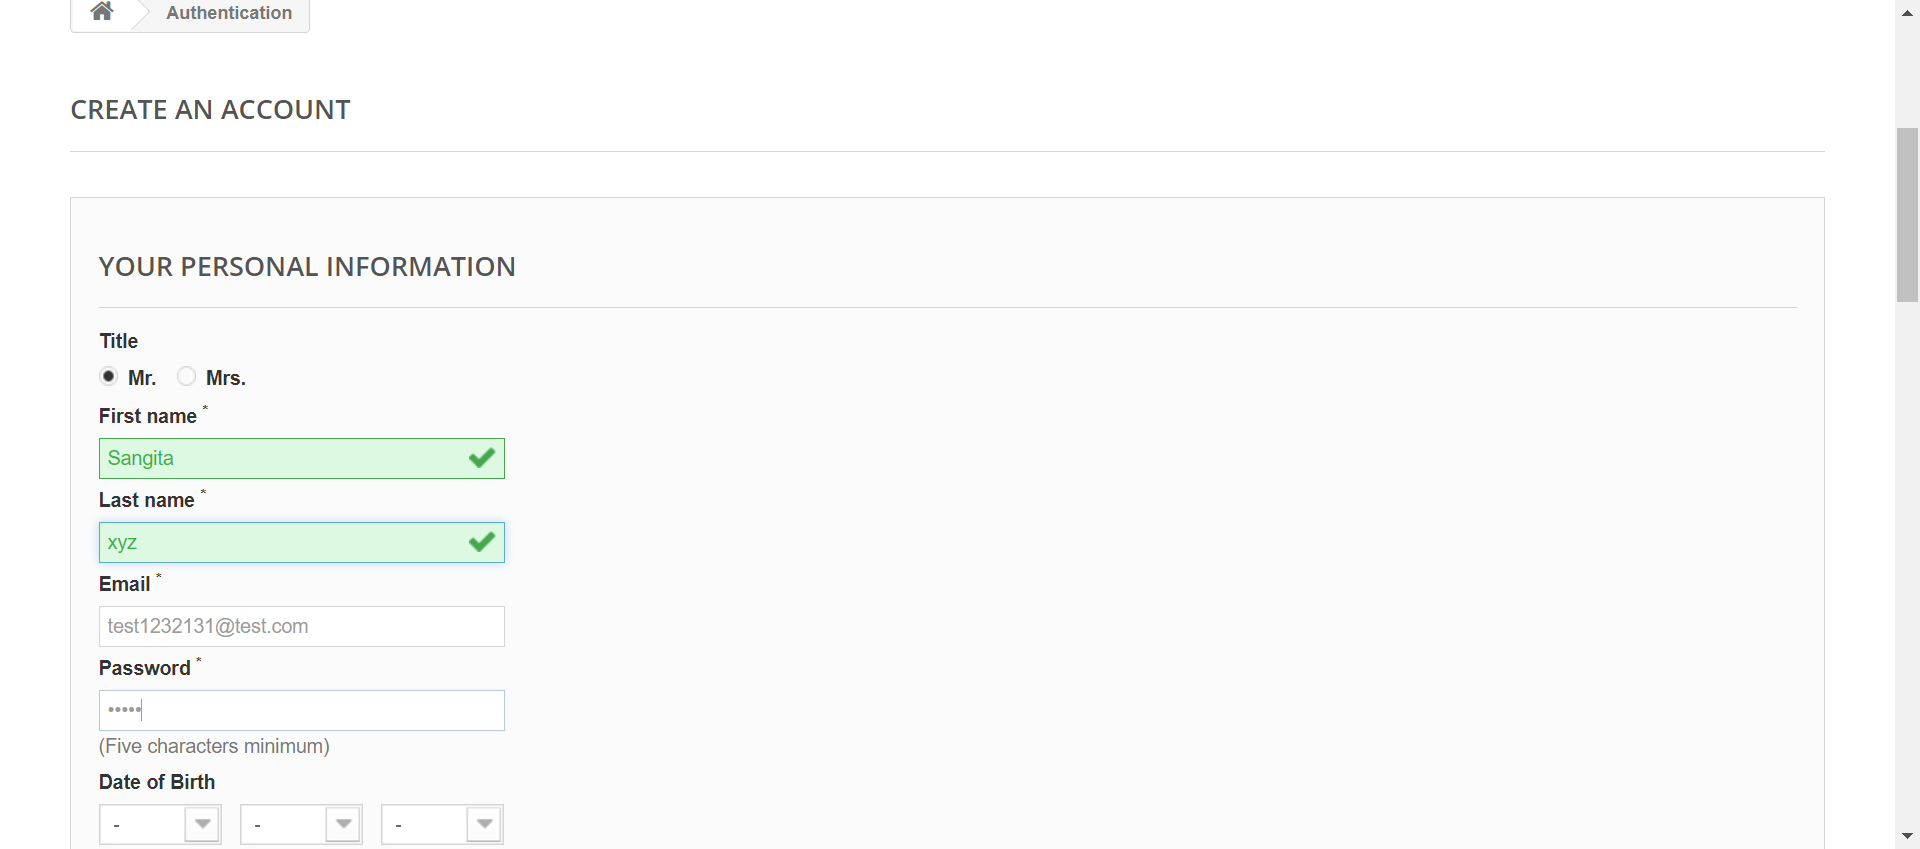 Authentication
CREATE AN ACCOUNT
YOUR PERSONAL INFORMATION
Title
Mr. Mrs.
First name *
Sangita
Last name *
xyz
Email *
test1232131@test.com
Password *
•••••
(Five characters minimum)
Date of Birth
- - -